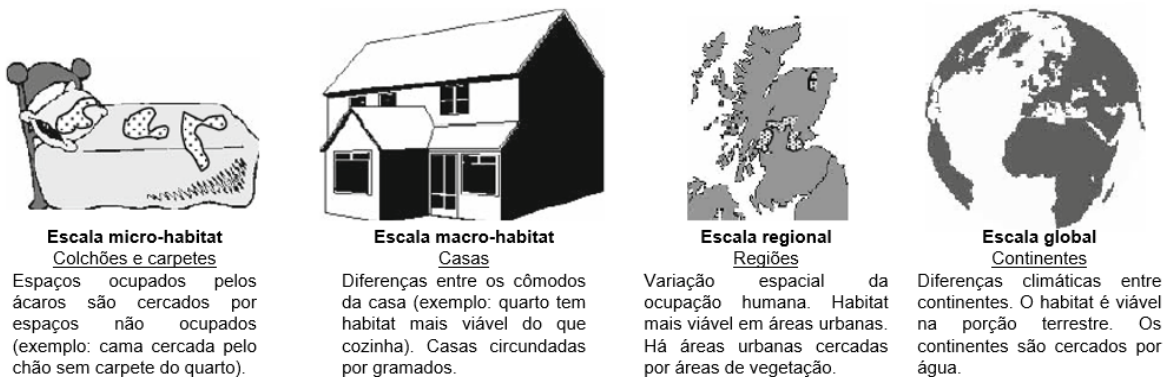 Escala micro-habitat
Colchões e carpetes
Espaços ocupados pelos
ácaros são cercados por
espaços não ocupados
(exemplo: cama cercada pelo
chão sem carpete do quarto).
Escala macro-habitat
Casas
Diferenças entre os cômodos
da casa (exemplo: quarto tem
habitat mais viável do que
cozinha). Casas circundadas
por gramados.
Escala regional
Regiões
Variação espacial da
ocupação humana. Habitat
mais viável em áreas urbanas.
Há áreas urbanas cercadas
por áreas de vegetação.
Escala global
Continentes
Diferenças climáticas entre
continentes. O habitat é viável
na porção terrestre. Os
continentes são cercados por
água.